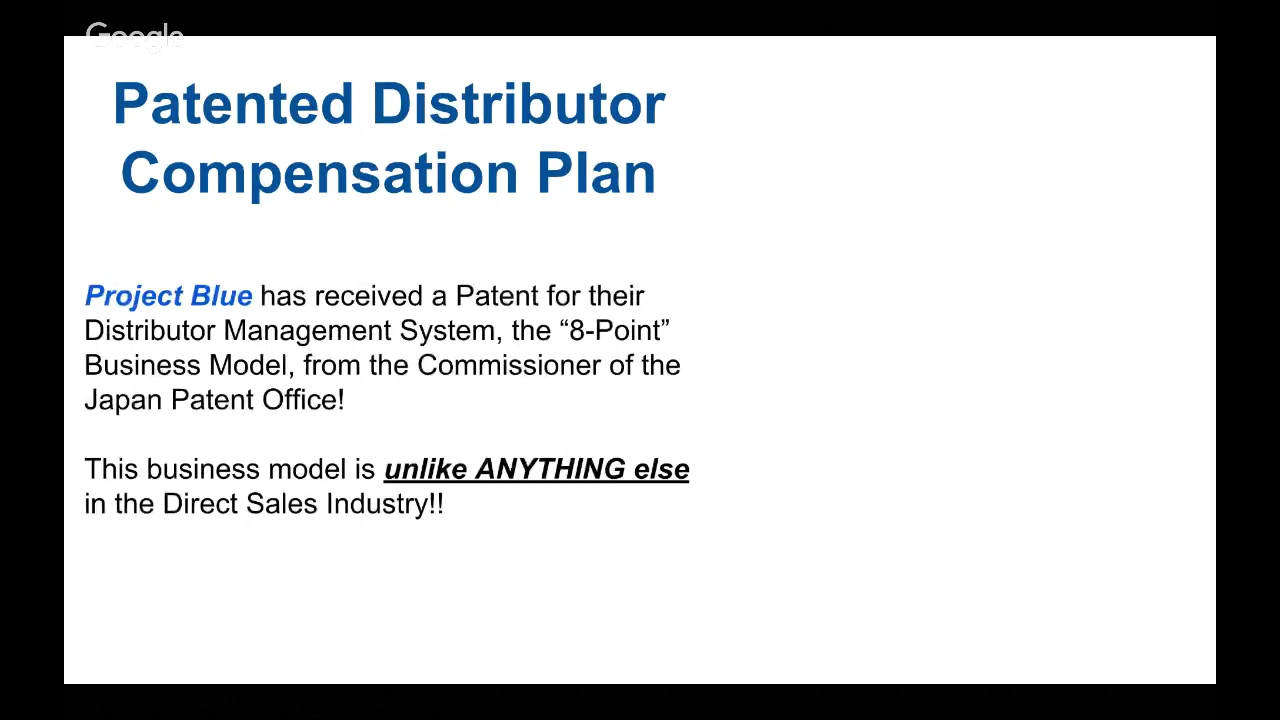 Google
Patented Distributor
Compensation Plan
Project Blue has received a Patent for their
Distributor Management System, the “8-Point”
Business Model, from the Commissioner of the
Japan Patent Office!
This business model is unlike ANYTHING else
in the Direct Sales Industry!!